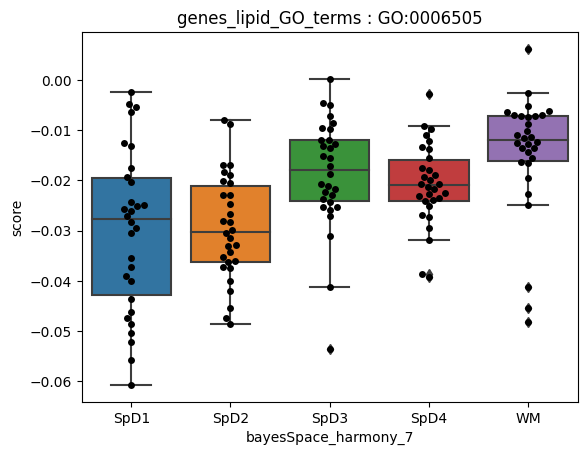 genes_lipid_GO_terms : GO:0006505
score
0.00
−0.01
−0.02
−0.03
−0.04
−0.05
−0.06
SpD1 SpD2 SpD3 SpD4 WM
bayesSpace_harmony_7